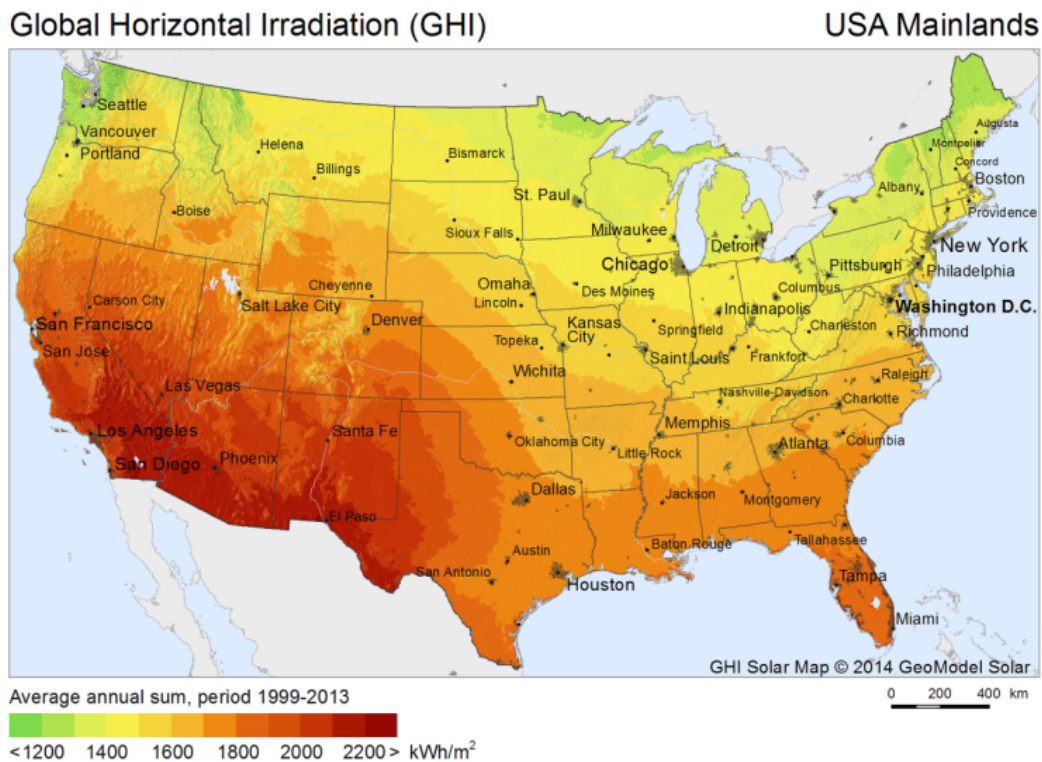 Global Horizontal Irradiation (GHI) USA Mainlands
Seattle
Vancouver
Portland
Helena
Billings
Bismarck
Boise
St. Paul
Sioux Falls
Milwaukee
Detroit
Chicago
Augusta
Montpelier
Concord
Albany
Boston
Providence
New York
Philadelphia
Pittsburgh
Cheyenne
Omaha
Lincoln
Des Moines
Columbus
Indianapolis
Washington D.C.
Carson City
Salt Lake City
Denver
San Francisco
San Jose
Topeka
Kansas
City
Springfield
Saint Louis
Frankfort
Charleston
Richmond
Las Vegas
Wichita
Nashville-Davidson
Raleigh
Charlotte
Los Angeles
Santa Fe
Oklahoma City
Memphis
Little Rock
Atlanta
Columbia
San Diego
Phoenix
El Paso
Dallas
Jackson
Montgomery
Austin
San Antonio
Houston
Baton Rouge
Tallahassee
Tampa
Miami
GHI Solar Map © 2014 GeoModel Solar
Average annual sum, period 1999-2013
0 200 400 km
<1200 1400 1600 1800 2000 2200> kWh/m²